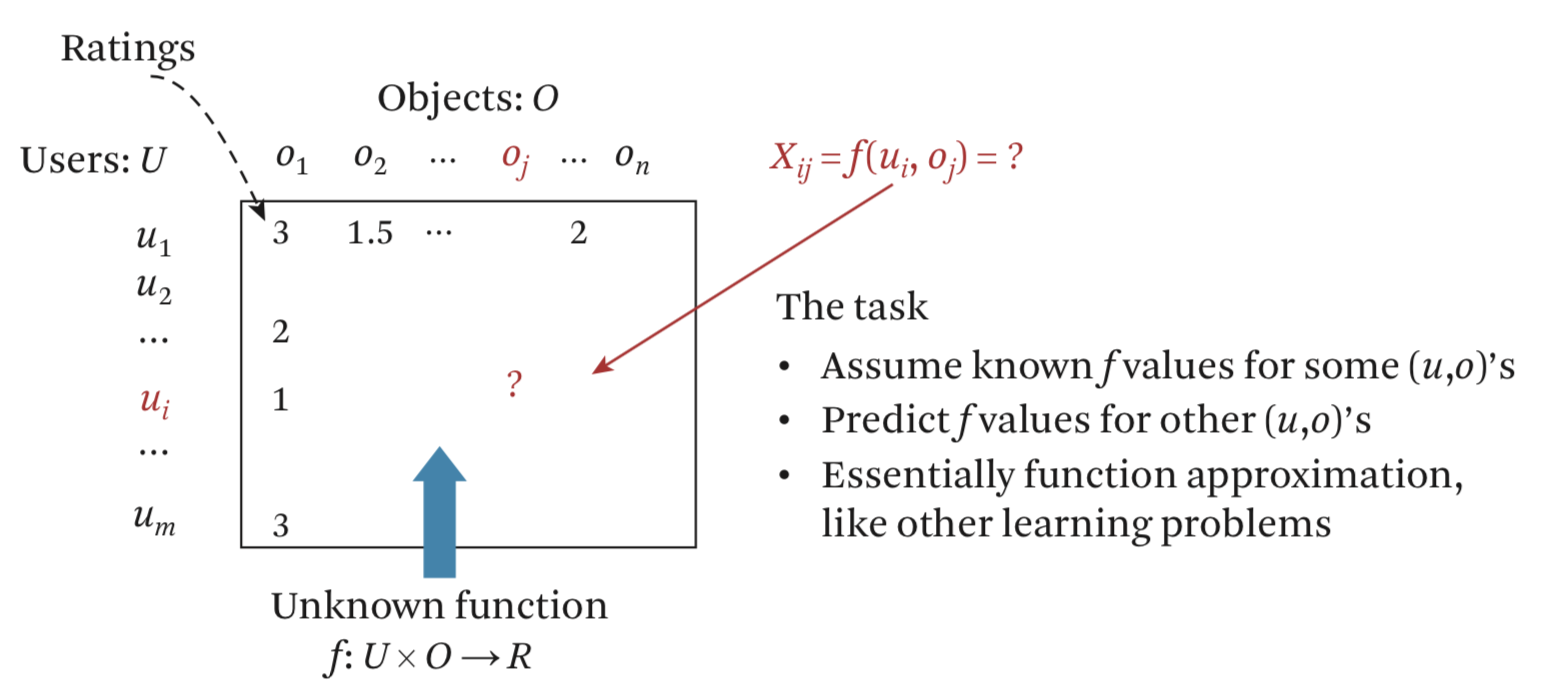 Ratings
Objects: O
Users: U o₁ o₂ ... oⱼ ... oₙ
Xᵢⱼ = f(uᵢ, oⱼ) = ?
u₁ 3 1.5 ... 2
u₂
... 2
uᵢ 1 ?
...
uₘ 3
Unknown function
f: U × O → R
The task
• Assume known f values for some (u,o)'s
• Predict f values for other (u,o)'s
• Essentially function approximation,
like other learning problems